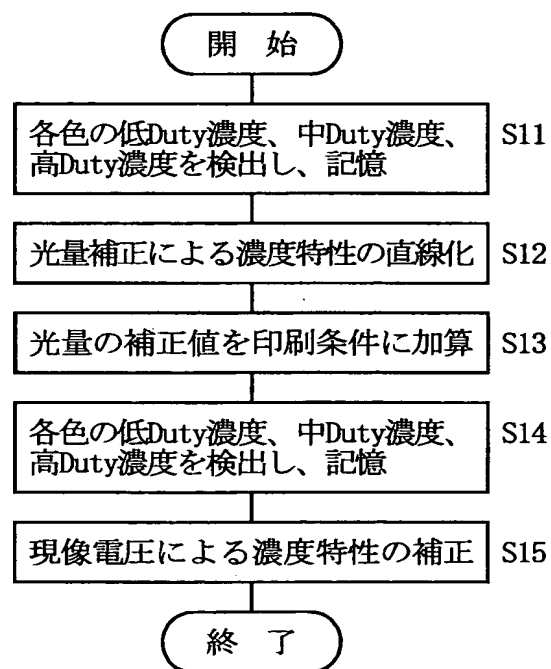 開 始
各色の低Duty濃度、中Duty濃度、
高Duty濃度を検出し、記憶
S11
光量補正による濃度特性の直線化
S12
光量の補正値を印刷条件に加算
S13
各色の低Duty濃度、中Duty濃度、
高Duty濃度を検出し、記憶
S14
現像電圧による濃度特性の補正
S15
終 了